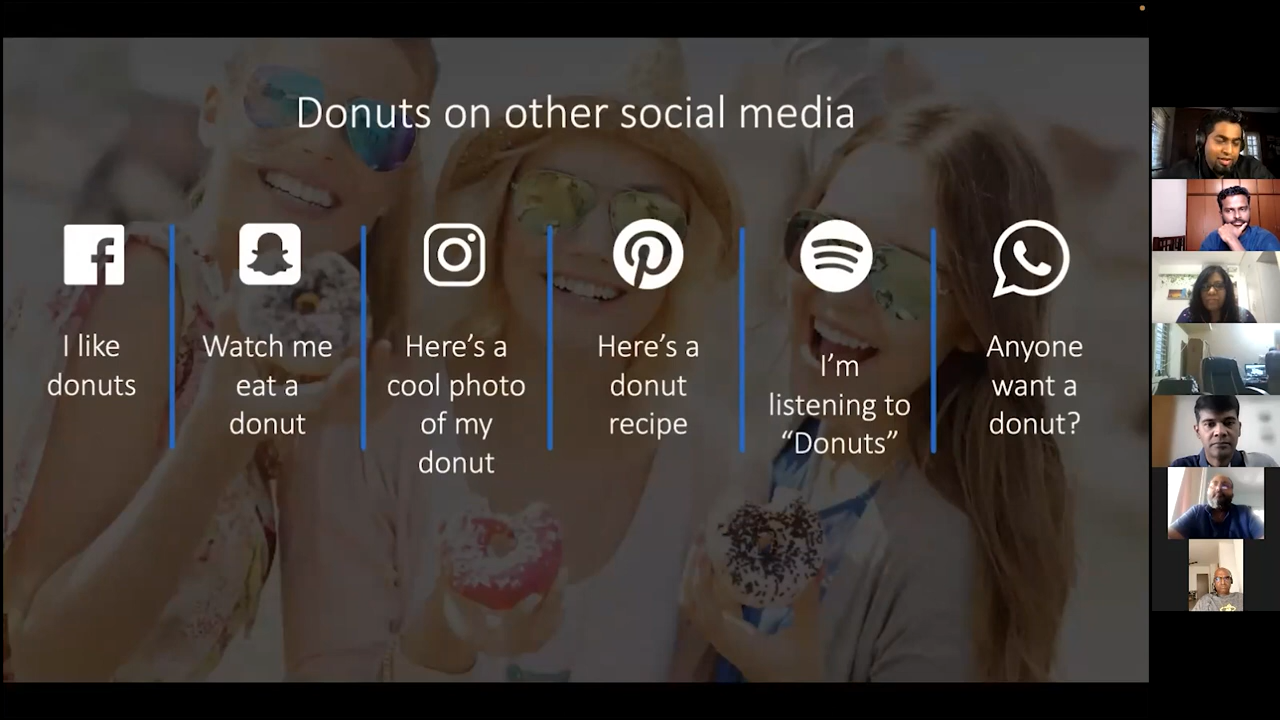 Donuts on other social media
I like
donuts
Watch me
eat a
donut
Here's a
cool photo
of my
donut
Here's a
donut
recipe
I'm
listening to
“Donuts”
Anyone
want a
donut?